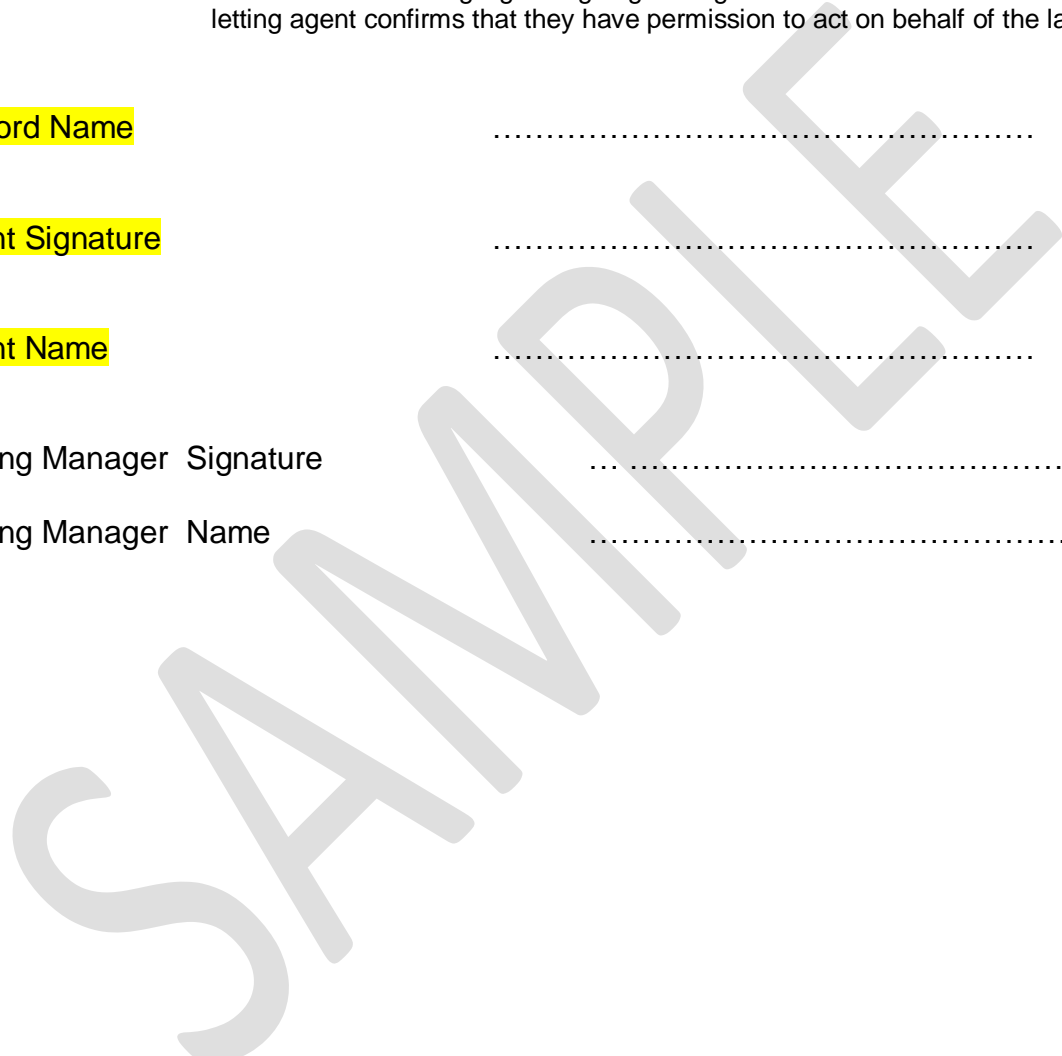 letting agent confirms that they have permission to act on behalf of the la
ord Name ………………………………………………
nt Signature ………………………………………………
nt Name ………………………………………………
ng Manager Signature … ……………………………………
ng Manager Name …………………………………………
SAMPLE